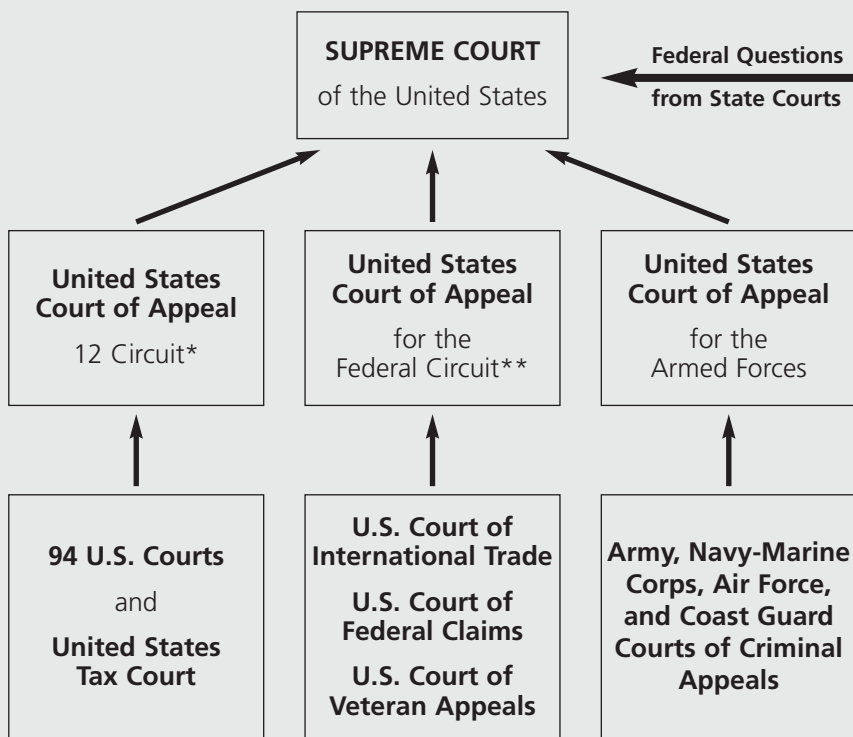 SUPREME COURT
of the United States
Federal Questions
from State Courts
United States
Court of Appeal
12 Circuit*
United States
Court of Appeal
for the
Federal Circuit**
United States
Court of Appeal
for the
Armed Forces
94 U.S. Courts
and
United States
Tax Court
U.S. Court of
International Trade
U.S. Court of
Federal Claims
U.S. Court of
Veteran Appeals
Army, Navy-Marine
Corps, Air Force,
and Coast Guard
Courts of Criminal
Appeals